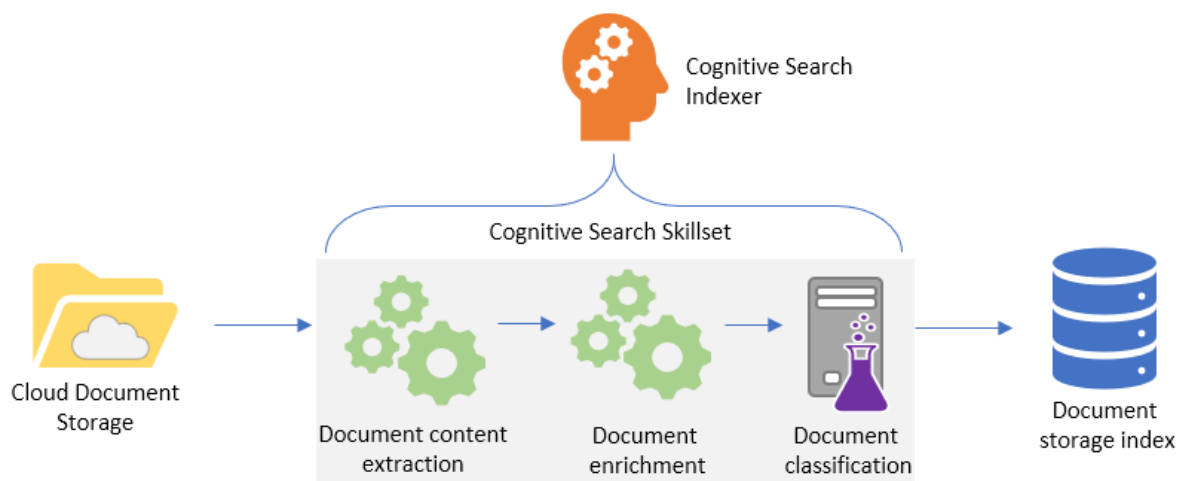 Cognitive Search
Indexer
Cognitive Search Skillset
Cloud Document
Storage
Document content
extraction
Document
enrichment
Document
classification
Document
storage index